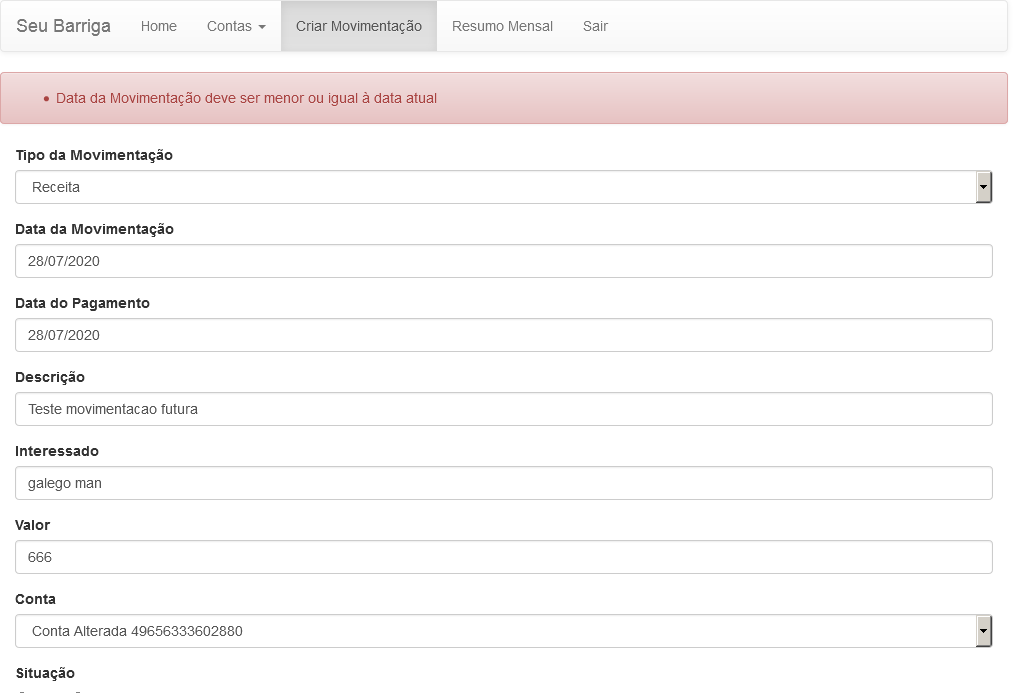 Seu Barriga Home Contas Criar Movimentação Resumo Mensal Sair
Data da Movimentação deve ser menor ou igual à data atual
Tipo da Movimentação
Receita
Data da Movimentação
28/07/2020
Data do Pagamento
28/07/2020
Descrição
Teste movimentacao futura
Interessado
galego man
Valor
666
Conta
Conta Alterada 49656333602880
Situação